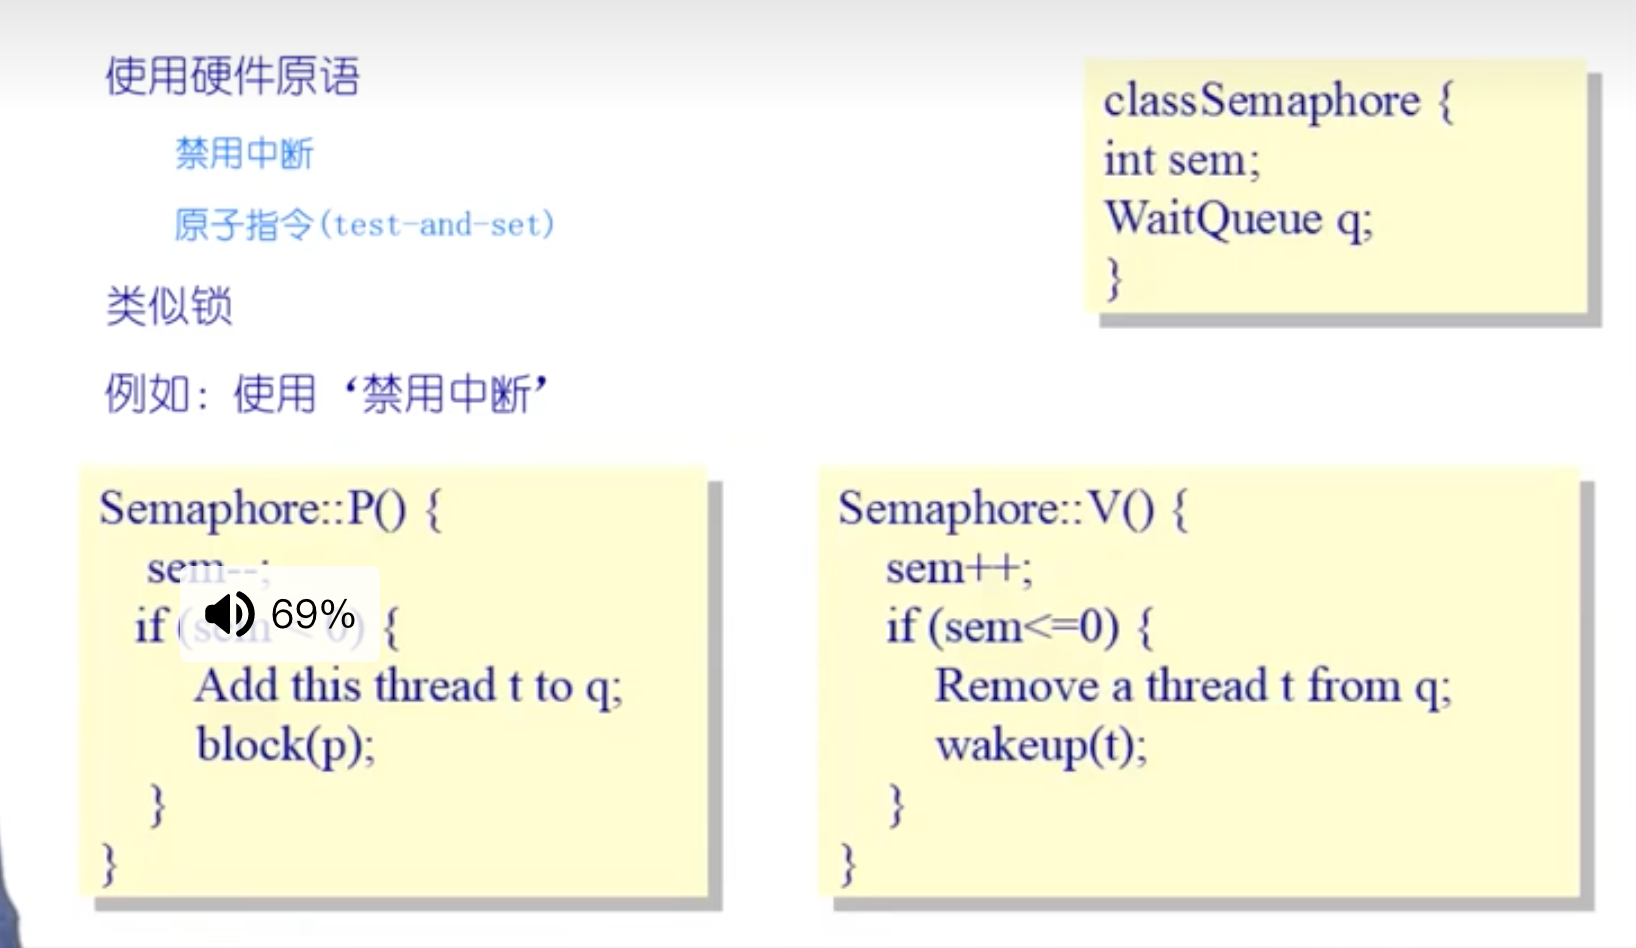 使用硬件原语
禁用中断
原子指令(test-and-set)
类似锁
例如：使用‘禁用中断’
classSemaphore {
int sem;
WaitQueue q;
}
Semaphore::P() {
sem--;
if (sem < 0) {
Add this thread t to q;
block(p);
}
}
69%
Semaphore::V() {
sem++;
if (sem<=0) {
Remove a thread t from q;
wakeup(t);
}
}